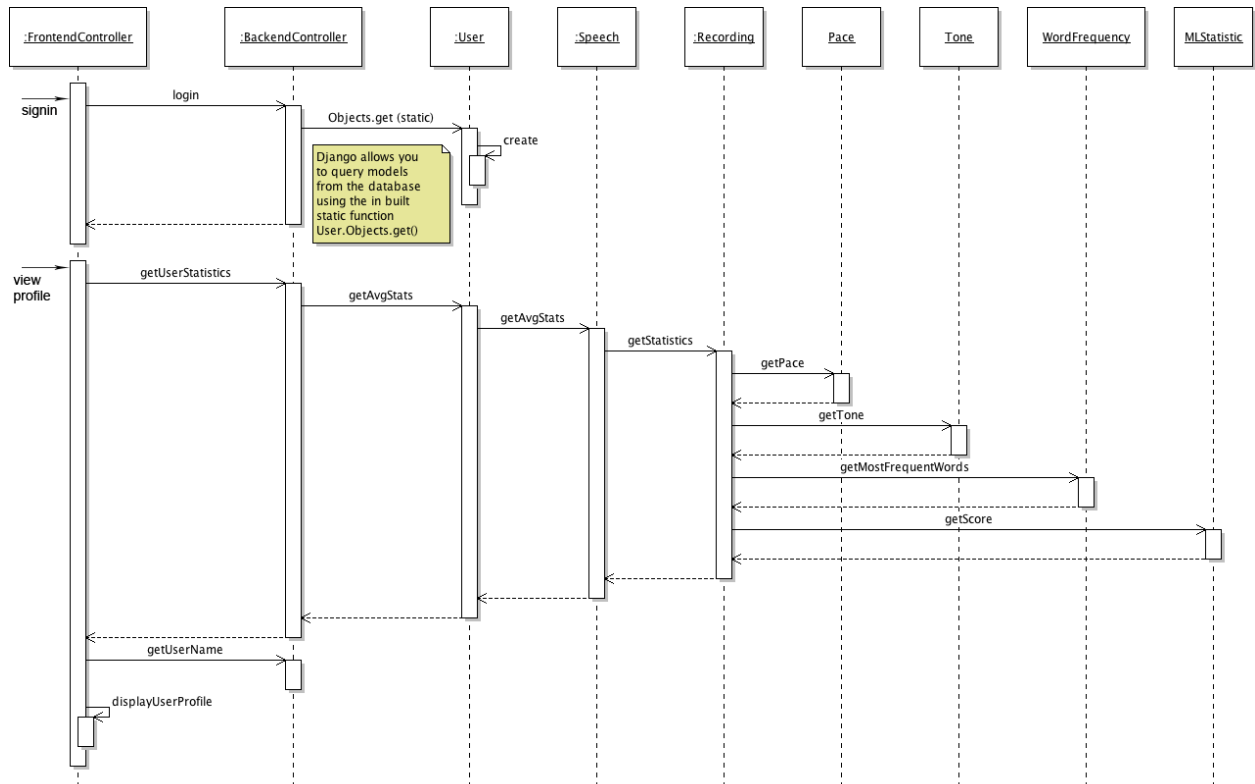 :FrontendController :BackendController :User :Speech :Recording Pace Tone WordFrequency MLStatistic
signin
login
Objects.get (static)
create
Django allows you
to query models
from the database
using the in built
static function
User.Objects.get()
view
profile
getUserStatistics
getAvgStats
getAvgStats
getStatistics
getPace
getTone
getMostFrequentWords
getScore
getUserName
displayUserProfile